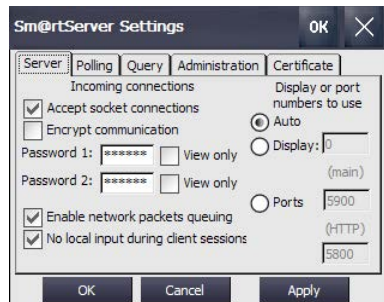 Sm@rtServer Settings OK
Server Polling Query Administration Certificate
Incoming connections
Accept socket connections
Encrypt communication
Password 1: ****** View only
Password 2: ****** View only
Enable network packets queuing
No local input during client sessions
Display or port
numbers to use
Auto
Display: 0
(main)
Ports 5900
(HTTP)
5800
OK Cancel Apply